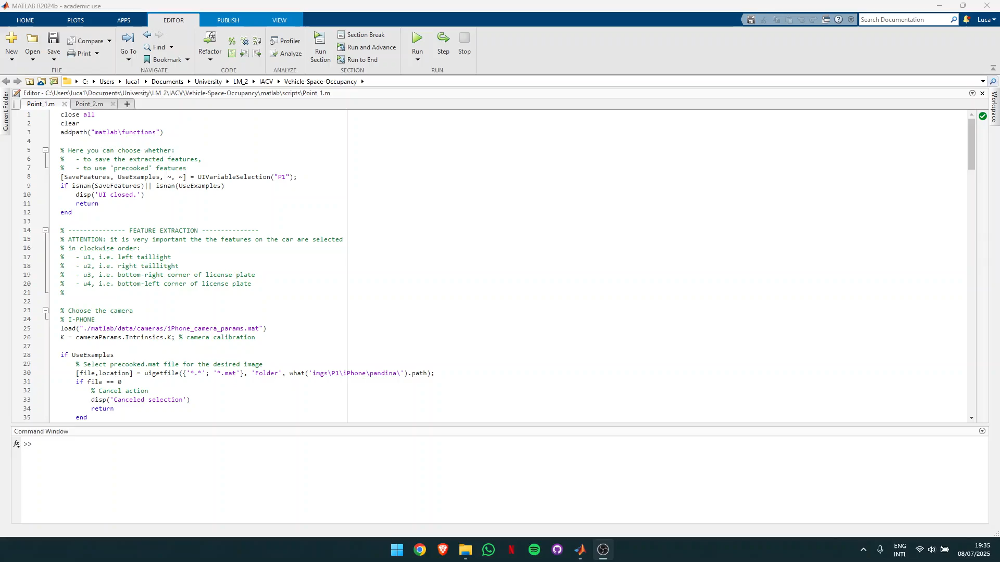 MATLAB R2024b - academic use
HOME PLOTS APPS EDITOR PUBLISH VIEW
Search Documentation
Luca
New Open Save
Compare
Print
FILE
Go To
Find
Bookmark
NAVIGATE
Refactor
CODE
Profiler
Analyze
ANALYZE
Run Section
Section Break
Run and Advance
Run to End
SECTION
Run Step Stop
RUN
C: Users luca1 Documents University LM_2 IACV Vehicle-Space-Occupancy
Current Folder
Workspace
Editor - C:\Users\luca1\Documents\University\LM_2\IACV\Vehicle-Space-Occupancy\matlab\scripts\Point_1.m
Point_1.m Point_2.m +
1 close all
2 clear
3 addpath("matlab\functions")
4
5 % Here you can choose whether:
6 %   - to save the extracted features,
7 %   - to use 'precooked' features
8 [SaveFeatures, UseExamples, ~, ~] = UIVariableSelection("P1");
9 if isnan(SaveFeatures)|| isnan(UseExamples)
10     disp('UI closed.')
11     return
12 end
13
14 % --------------- FEATURE EXTRACTION ---------------
15 % ATTENTION: it is very important the the features on the car are selected
16 % in clockwise order:
17 %   - u1, i.e. left taillight
18 %   - u2, i.e. right taillitght
19 %   - u3, i.e. bottom-right corner of license plate
20 %   - u4, i.e. bottom-left corner of license plate
21 %
22
23 % Choose the camera
24 % I-PHONE
25 load("./matlab/data/cameras/iPhone_camera_params.mat")
26 K = cameraParams.Intrinsics.K; % camera calibration
27
28 if UseExamples
29     % Select precooked.mat file for the desired image
30     [file,location] = uigetfile({'*.*'; '*.mat'}, 'Folder', what('imgs\P1\iPhone\pandina\').path);
31     if file == 0
32         % Cancel action
33         disp('Canceled selection')
34         return
35     end
Command Window
fx >>
ENG
INTL
19:35
08/07/2025